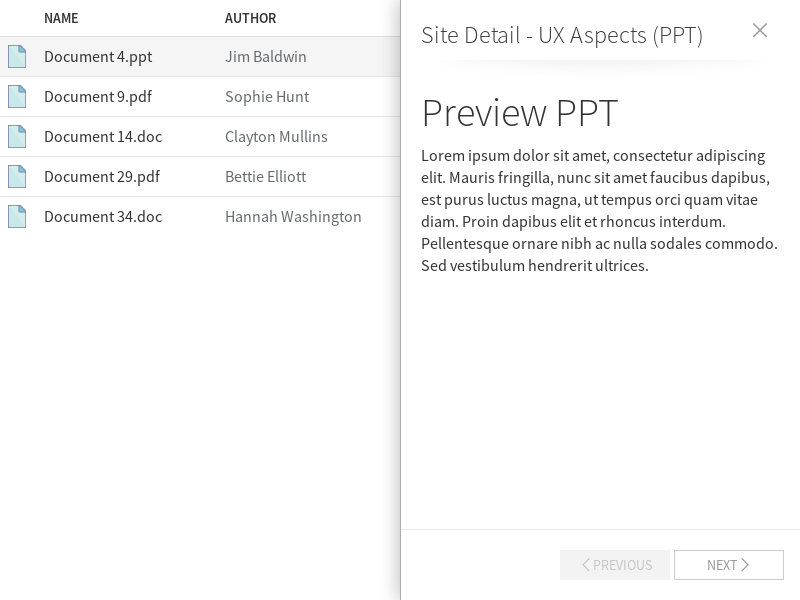 NAME AUTHOR
Document 4.ppt Jim Baldwin
Document 9.pdf Sophie Hunt
Document 14.doc Clayton Mullins
Document 29.pdf Bettie Elliott
Document 34.doc Hannah Washington
Site Detail - UX Aspects (PPT)
Preview PPT
Lorem ipsum dolor sit amet, consectetur adipiscing
elit. Mauris fringilla, nunc sit amet faucibus dapibus,
est purus luctus magna, ut tempus orci quam vitae
diam. Proin dapibus elit et rhoncus interdum.
Pellentesque ornare nibh ac nulla sodales commodo.
Sed vestibulum hendrerit ultrices.
PREVIOUS NEXT